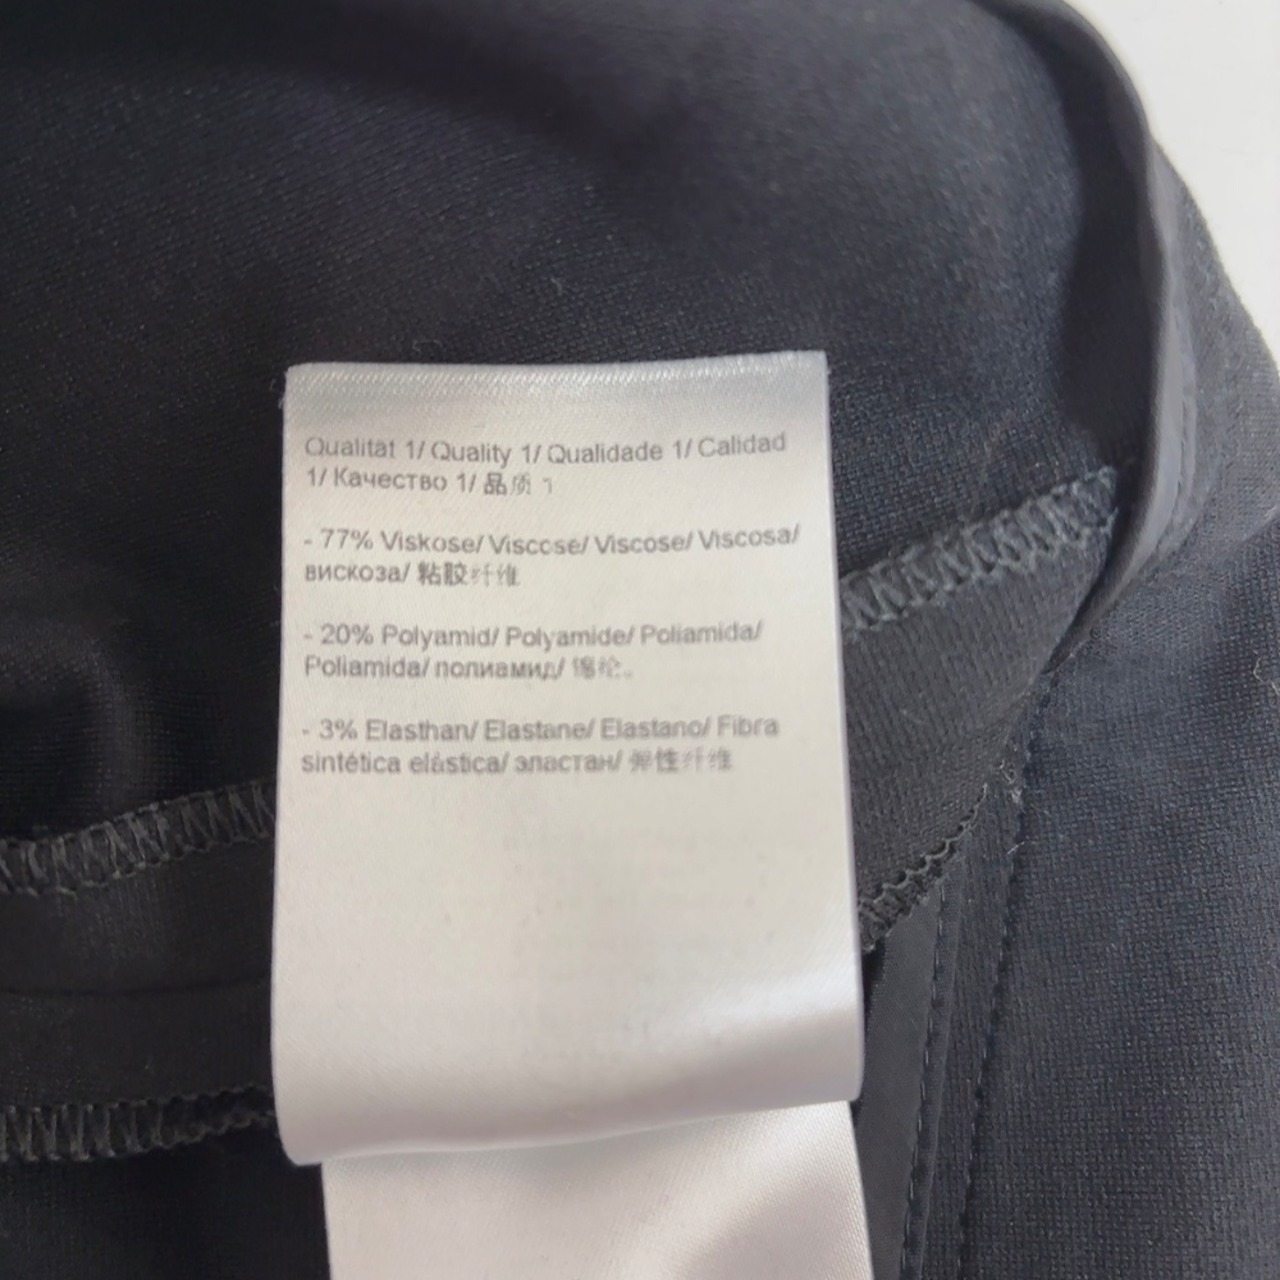 Qualität 1/ Quality 1/ Qualidade 1/ Calidad
1/ Качество 1/ 品质 1
- 77% Viskose/ Viscose/ Viscose/ Viscosa/
вискоза/ 粘胶纤维
- 20% Polyamid/ Polyamide/ Poliamida/
Poliamida/ полиамид/ 锦纶。
- 3% Elasthan/ Elastane/ Elastano/ Fibra
sintética elástica/ эластан/ 弹性纤维